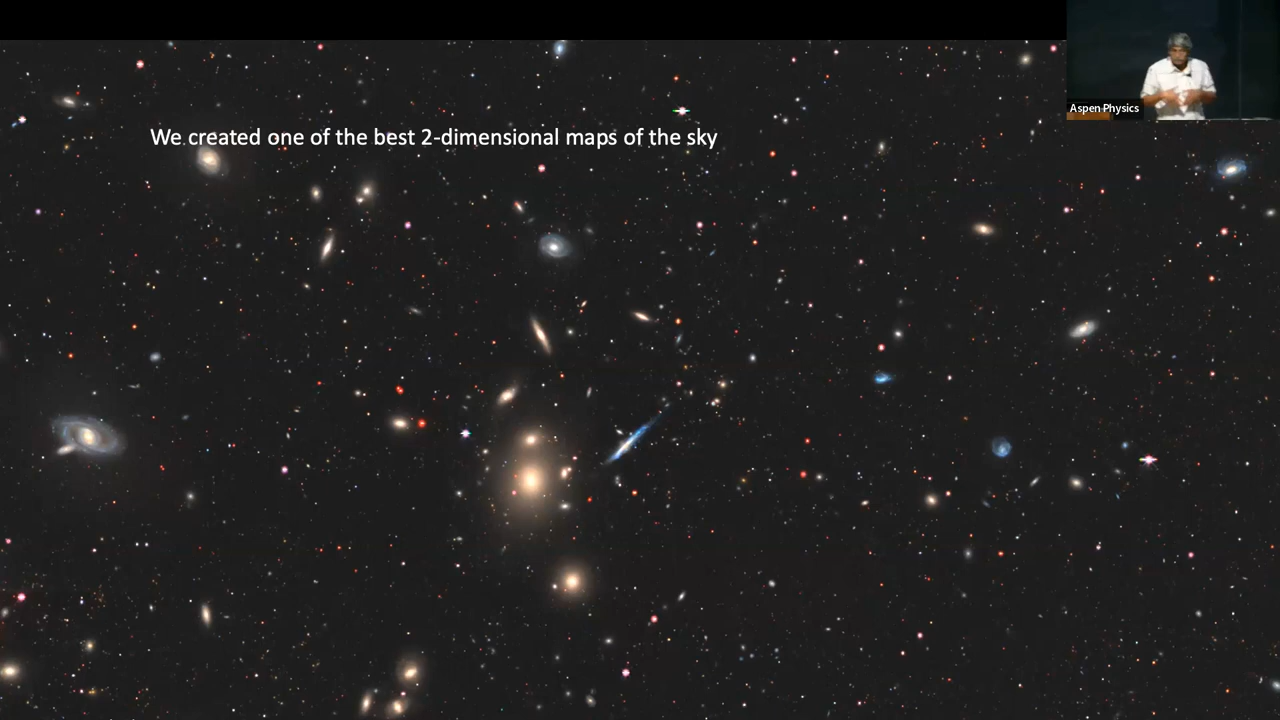 We created one of the best 2-dimensional maps of the sky
Aspen Physics